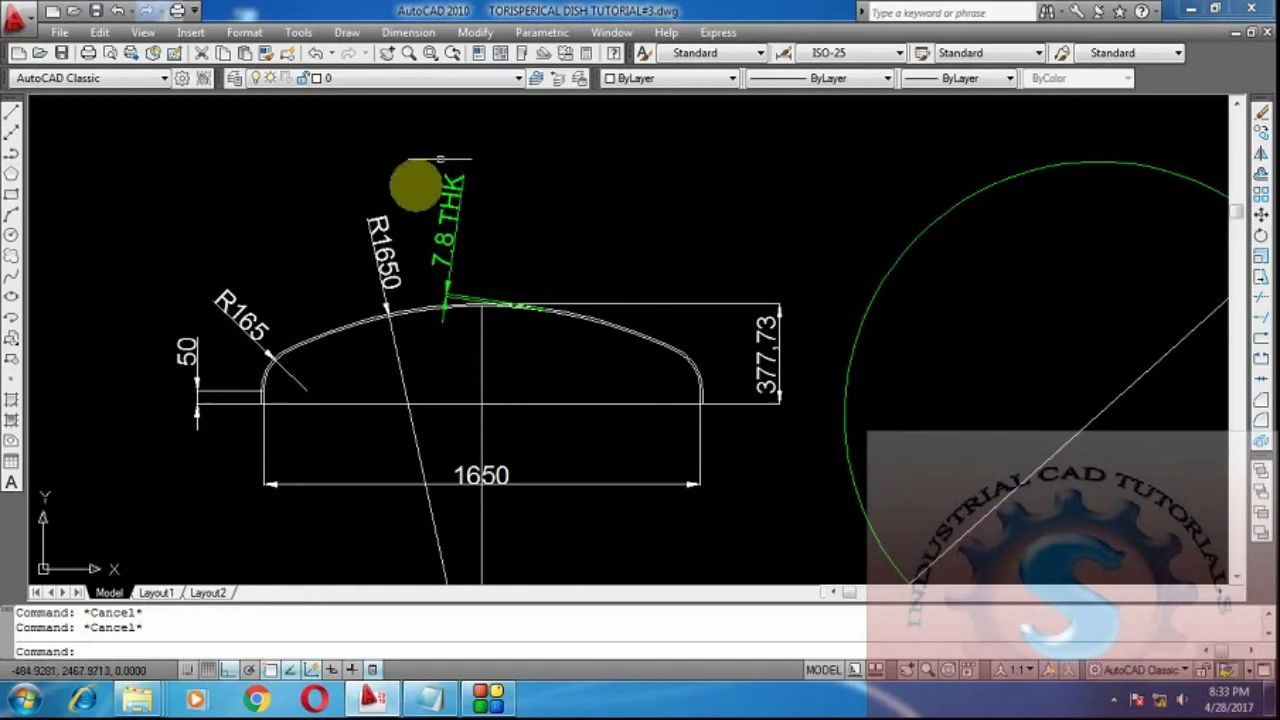 AutoCAD 2010 TORISPERICAL DISH TUTORIAL#3.dwg
Type a keyword or phrase
File Edit View Insert Format Tools Draw Dimension Modify Parametric Window Help Express
Standard ISO-25 Standard Standard
AutoCAD Classic 0 ByLayer ByLayer ByLayer ByColor
7.8 THK
R1650
R165
50
377,73
1650
Y
X
INDUSTRIAL CAD TUTORIALS
S
A
Model Layout1 Layout2
Command: *Cancel*
Command: *Cancel*
Command:
-484.9281, 2467.9713, 0.0000 MODEL 1:1 AutoCAD Classic
8:33 PM
4/28/2017